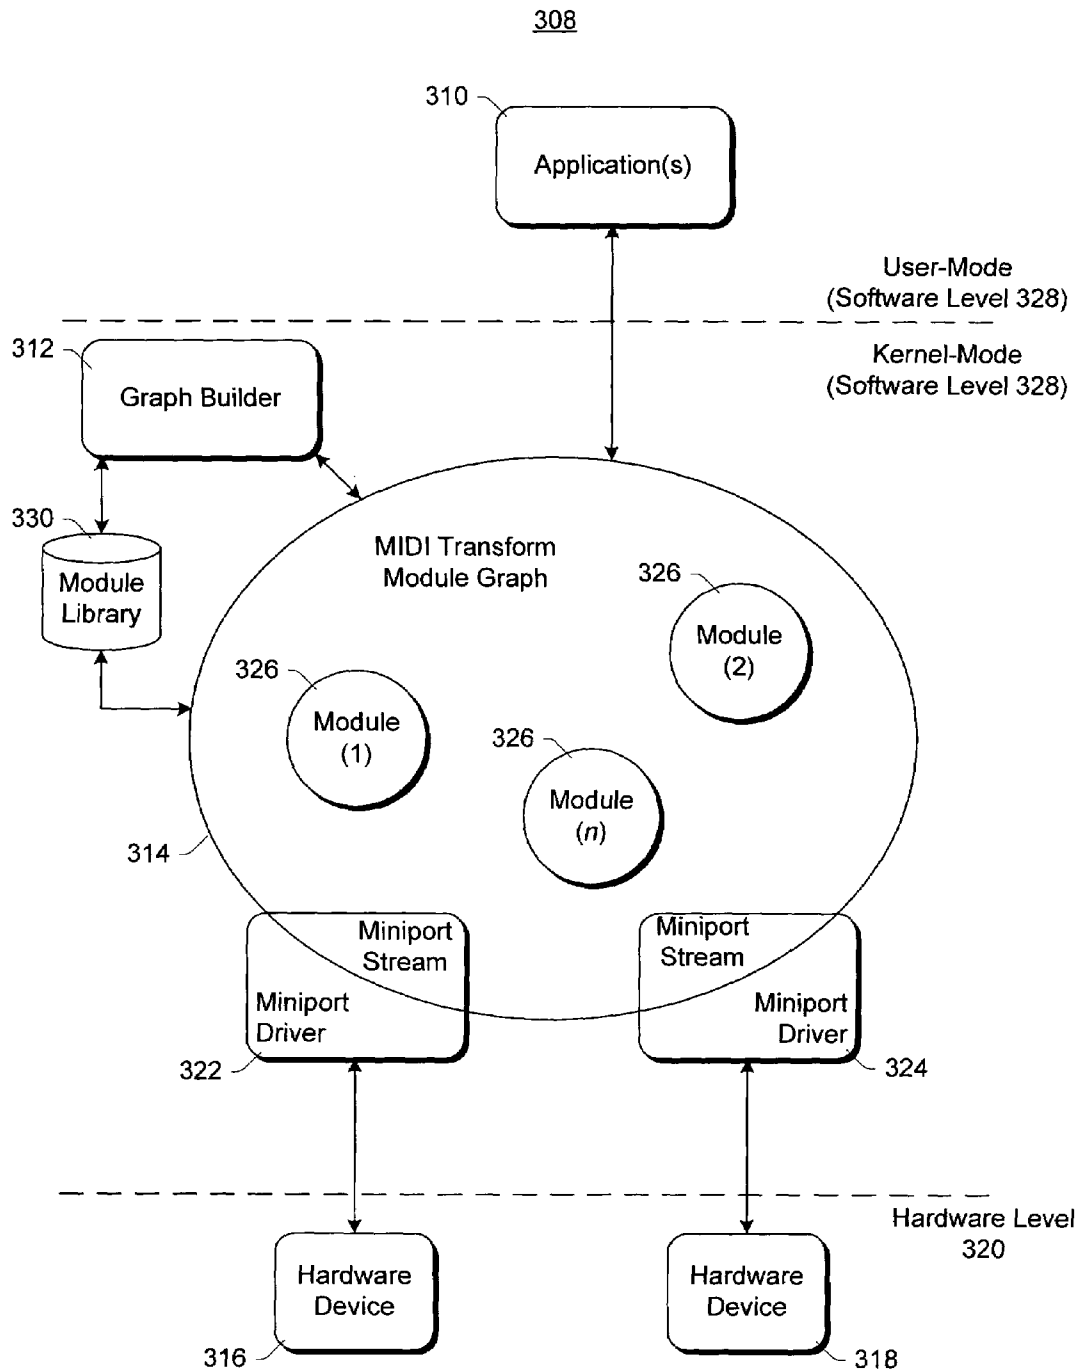 308
310
Application(s)
User-Mode
(Software Level 328)
312
Graph Builder
Kernel-Mode
(Software Level 328)
330
Module
Library
MIDI Transform
Module Graph
326
Module
(2)
326
Module
(1)
326
Module
(n)
314
Miniport
Stream
Miniport
Driver
322
Miniport
Stream
Miniport
Driver
324
Hardware Level
320
Hardware
Device
316
Hardware
Device
318